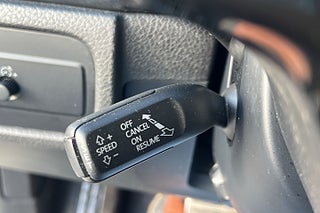 +
SPEED
-
OFF
CANCEL
ON
RESUME